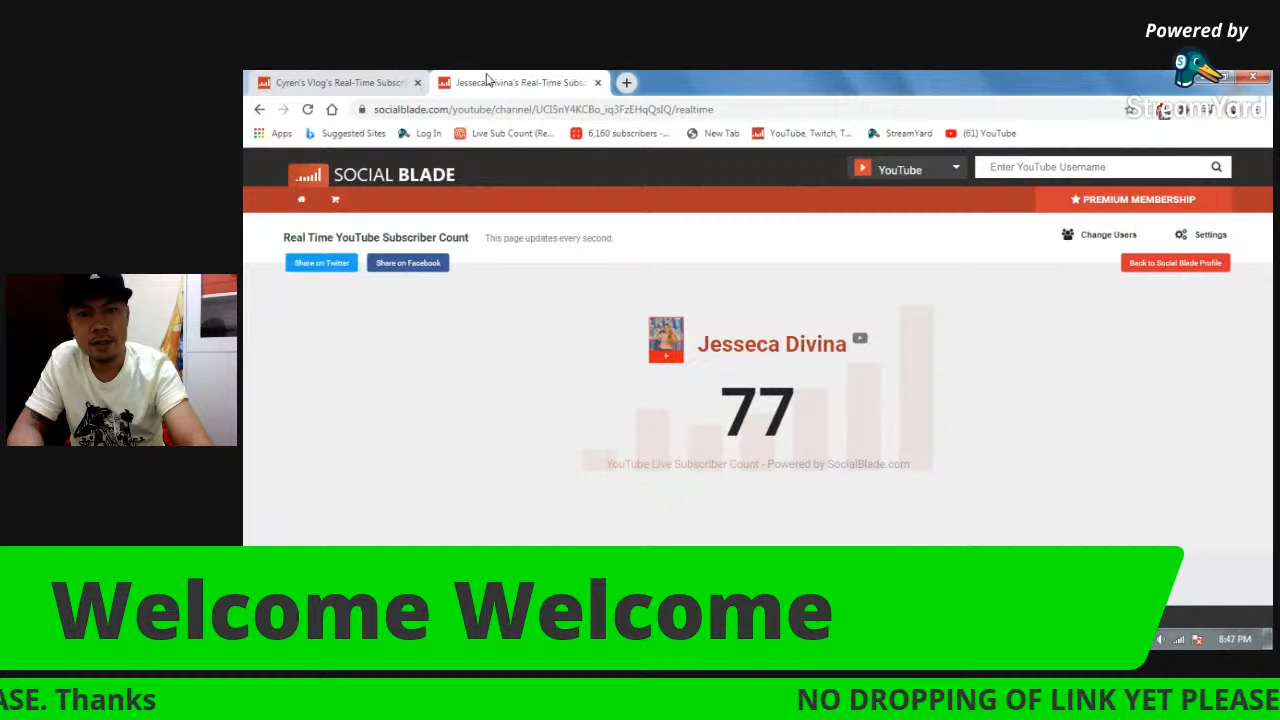 Powered by
StreamYard
Cyren's Vlog's Real-Time Subscri
Jesseca Divina's Real-Time Subsc
socialblade.com/youtube/channel/UCI5nY4KCBo_iq3FzEHqQsIQ/realtime
Apps Suggested Sites Log In Live Sub Count (Re... 6,160 subscribers -... New Tab YouTube, Twitch, T... StreamYard (61) YouTube
SOCIAL BLADE
YouTube
Enter YouTube Username
PREMIUM MEMBERSHIP
Real Time YouTube Subscriber Count
This page updates every second.
Change Users
Settings
Share on Twitter
Share on Facebook
Back to Social Blade Profile
Jesseca Divina
77
YouTube Live Subscriber Count - Powered by SocialBlade.com
Welcome Welcome
8:47 PM
ASE. Thanks
NO DROPPING OF LINK YET PLEASE